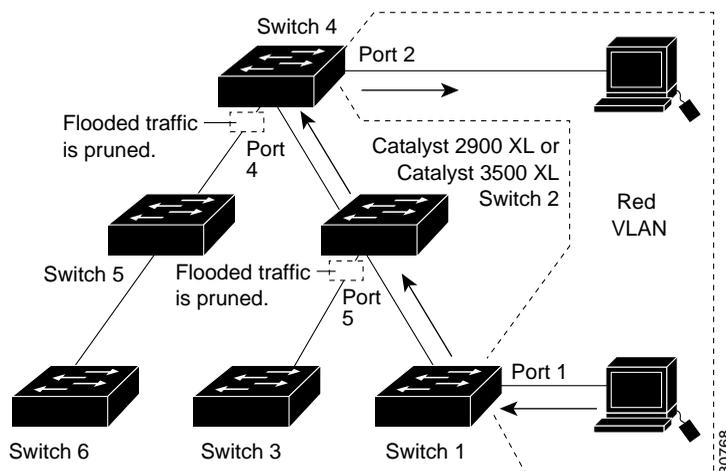 Switch 4
Port 2
Flooded traffic
is pruned.
Port
4
Catalyst 2900 XL or
Catalyst 3500 XL
Switch 2
Red
VLAN
Switch 5
Flooded traffic
is pruned.
Port
5
Port 1
Switch 6
Switch 3
Switch 1